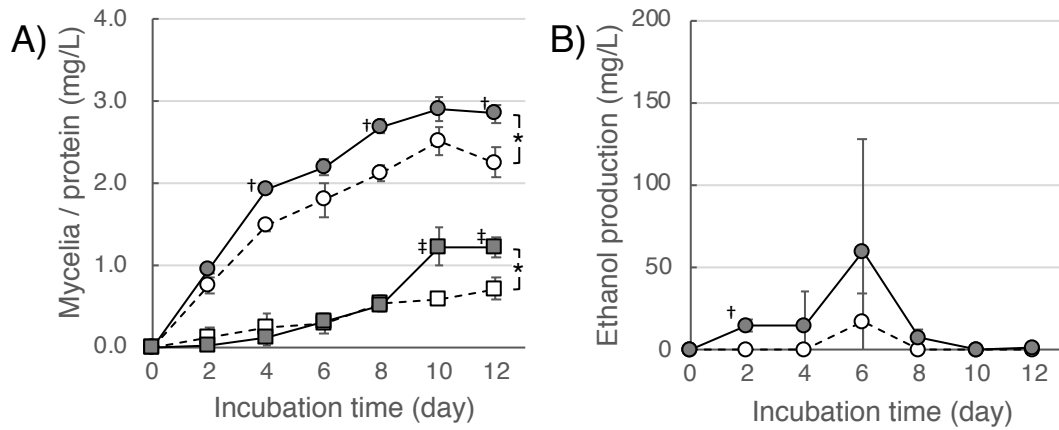 A)
Mycelia / protein (mg/L)
4.0
3.0
2.0
1.0
0.0
†
†
†
*
‡
‡
*
0 2 4 6 8 10 12
Incubation time (day)
B)
Ethanol production (mg/L)
200
150
100
50
0
†
0 2 4 6 8 10 12
Incubation time (day)